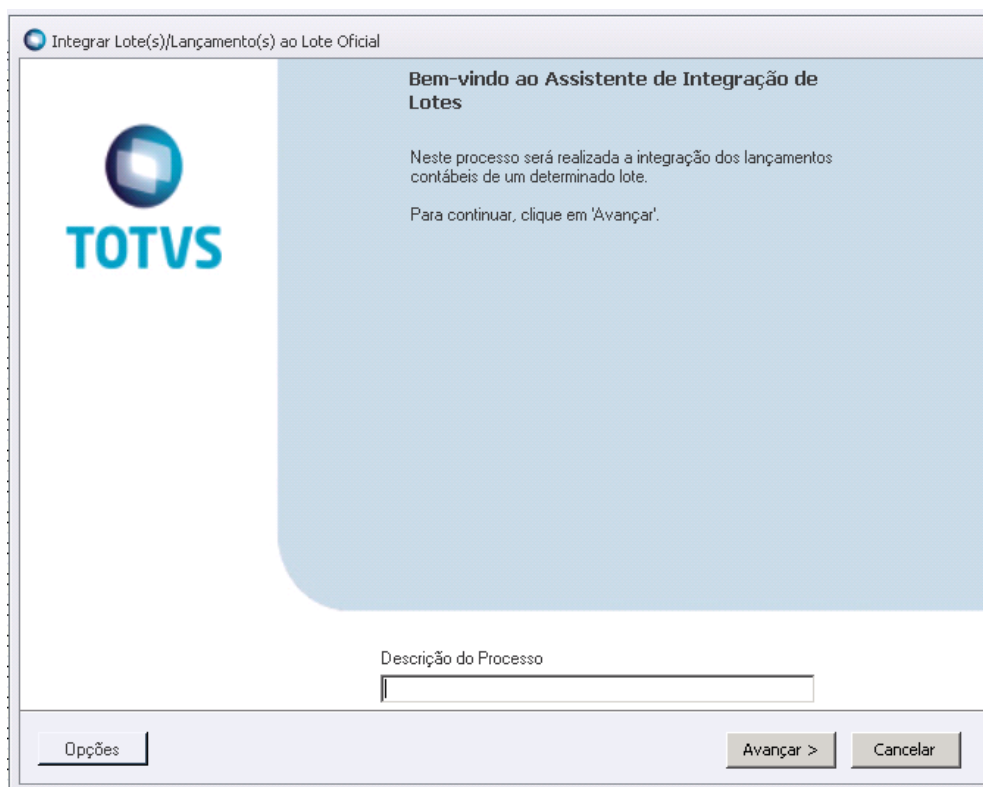 Integrar Lote(s)/Lançamento(s) ao Lote Oficial
Bem-vindo ao Assistente de Integração de
Lotes
Neste processo será realizada a integração dos lançamentos
contábeis de um determinado lote.
Para continuar, clique em 'Avançar'.
TOTVS
Descrição do Processo
Opções
Avançar >
Cancelar